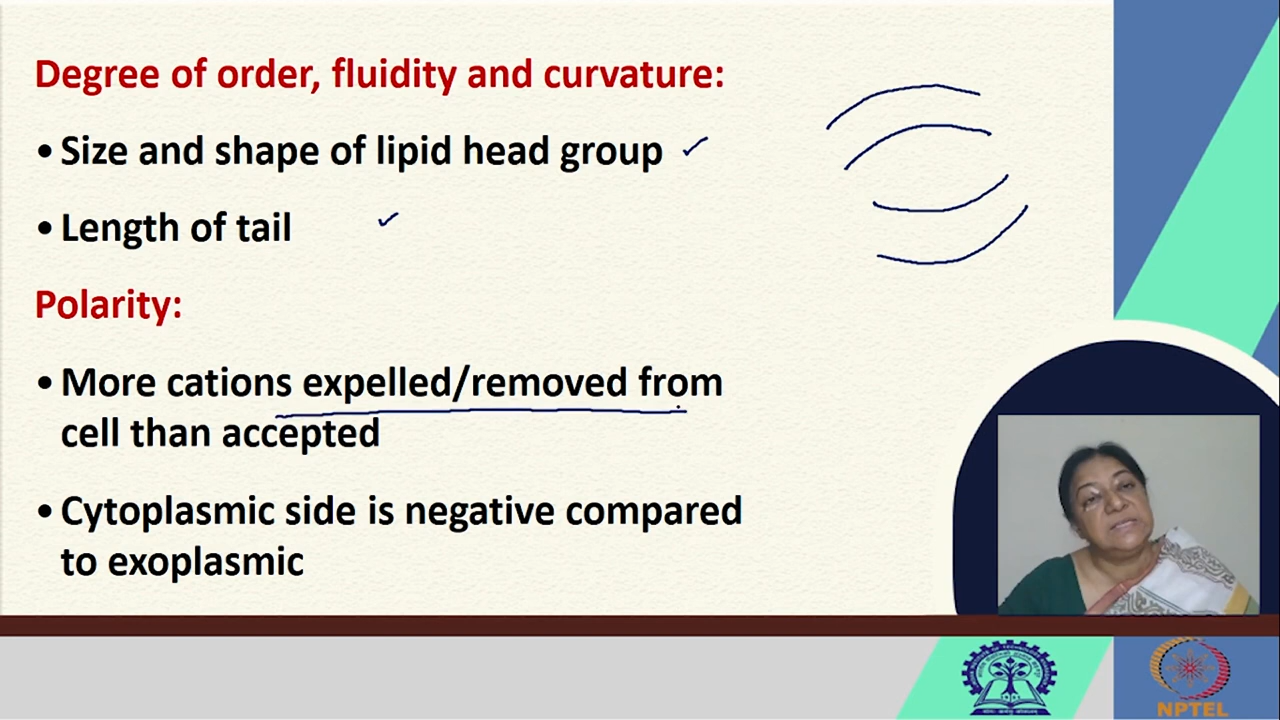 Degree of order, fluidity and curvature:
• Size and shape of lipid head group
• Length of tail
Polarity:
• More cations expelled/removed from
cell than accepted
• Cytoplasmic side is negative compared
to exoplasmic
NPTEL